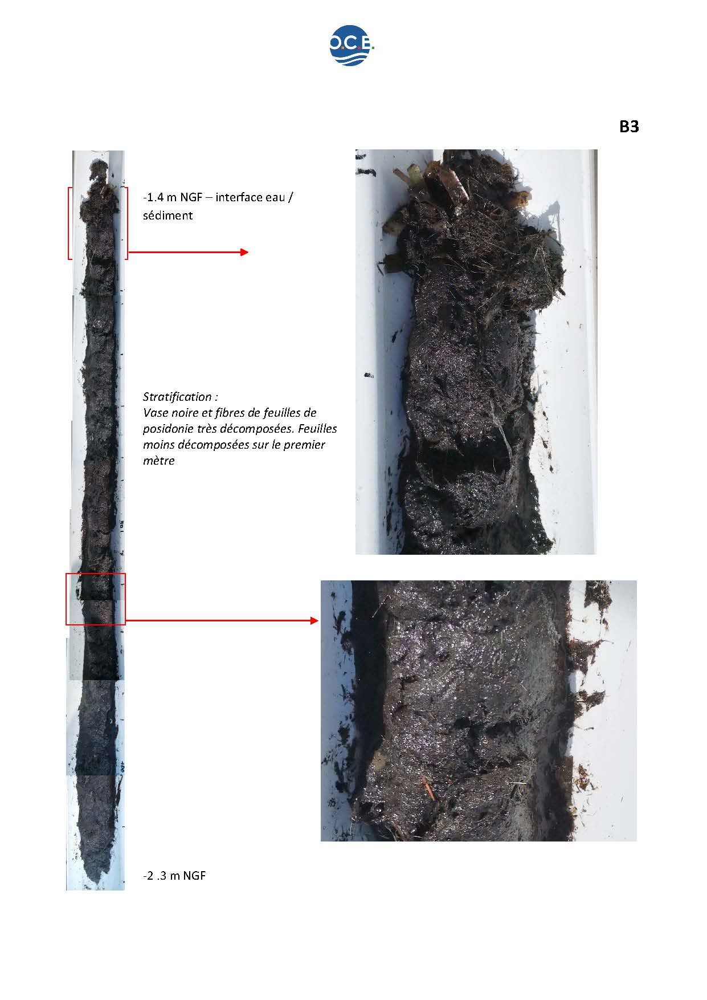 O.C.E.
B3
-1.4 m NGF – interface eau /
sédiment
Stratification :
Vase noire et fibres de feuilles de
posidonie très décomposées. Feuilles
moins décomposées sur le premier
mètre
-2 .3 m NGF